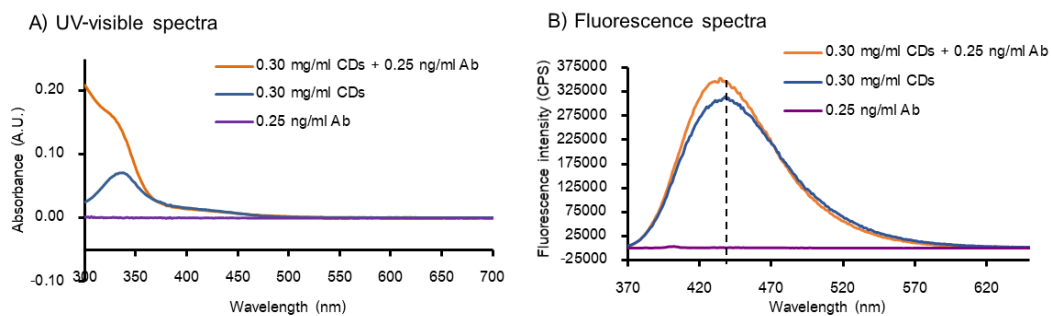 A) UV-visible spectra
0.30 mg/ml CDs + 0.25 ng/ml Ab
0.30 mg/ml CDs
0.25 ng/ml Ab
Absorbance (A.U.)
0.20
0.10
0.00
-0.10
300 350 400 450 500 550 600 650 700
Wavelength (nm)
B) Fluorescence spectra
0.30 mg/ml CDs + 0.25 ng/ml Ab
0.30 mg/ml CDs
0.25 ng/ml Ab
Fluorescence intensity (CPS)
375000
325000
275000
225000
175000
125000
75000
25000
-25000
370 420 470 520 570 620
Wavelength (nm)